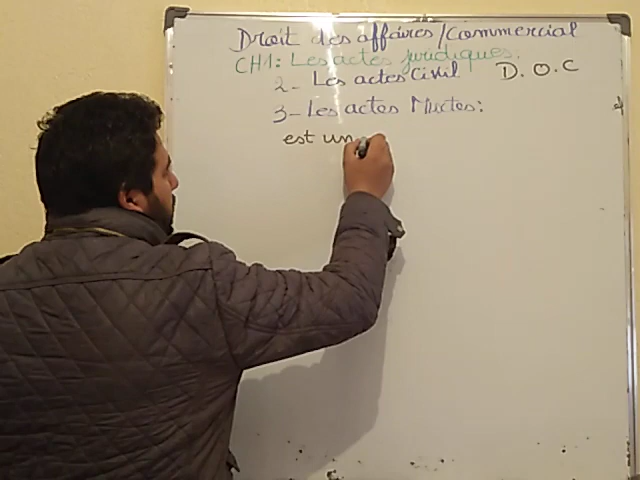 Droit des affaires/Commercial
CH1: Les actes juridiques.
2- Les actes Civil D.O.C
3- Les actes Mixtes:
est un